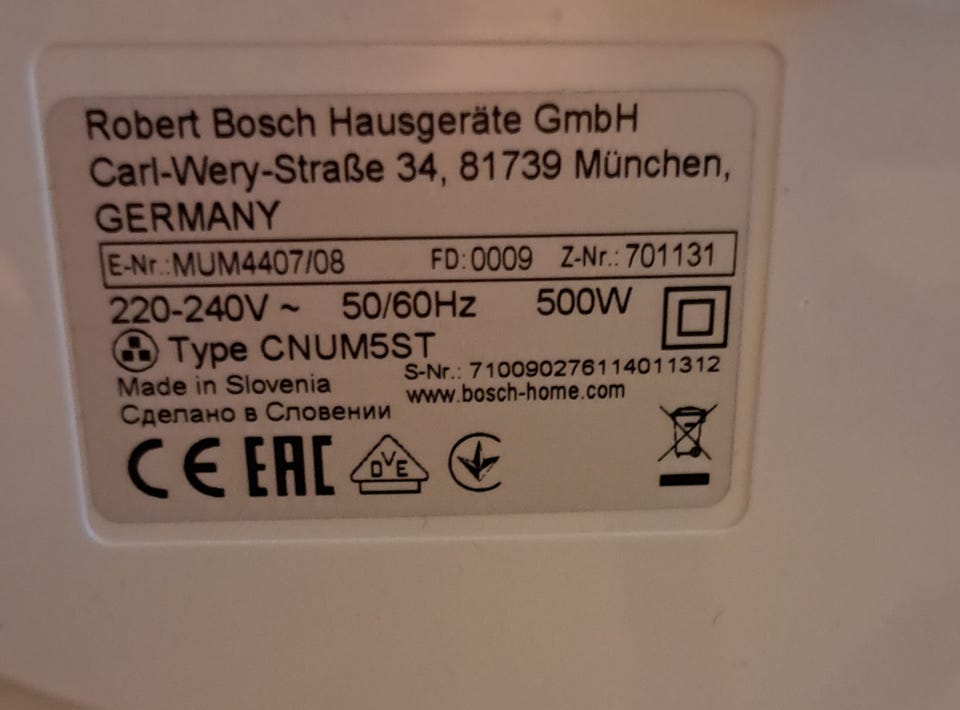 Robert Bosch Hausgeräte GmbH
Carl-Wery-Straße 34, 81739 München,
GERMANY
E-Nr.:MUM4407/08 FD:0009 Z-Nr.:701131
220-240V ~ 50/60Hz 500W
Type CNUM5ST
S-Nr.: 710090276114011312
Made in Slovenia
www.bosch-home.com
Сделано в Словении
CE EAC DVE